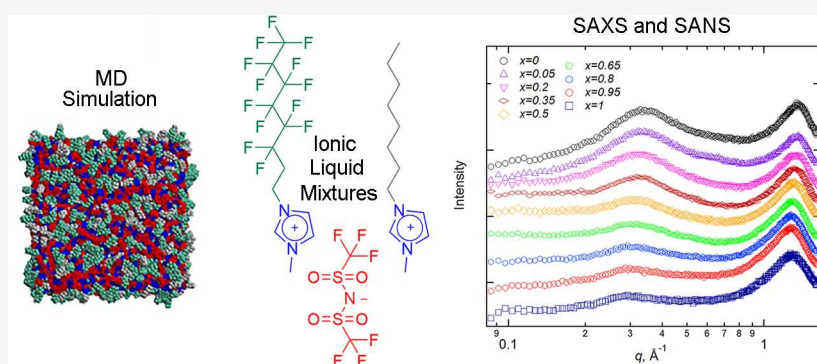 MD
Simulation
F F
F
F F
F F
F F
F F
F F
Ionic
Liquid
Mixtures
N
+
N
N
+
N
F
F F
O=S=O
N−
O=S=O
F F
F
SAXS and SANS
x=0
x=0.05
x=0.2
x=0.35
x=0.5
x=0.65
x=0.8
x=0.95
x=1
Intensity
9 0.1 2 3 4 5 6 7 8 9 1
q, Å⁻¹